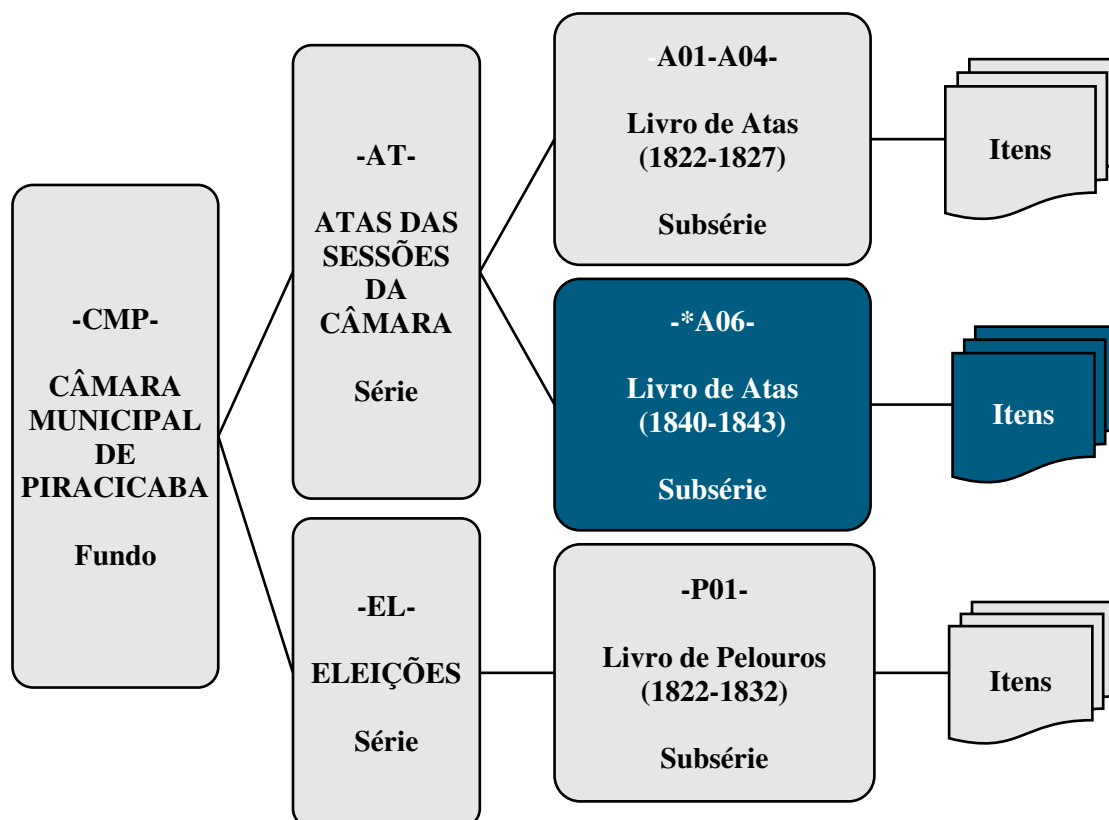 -CMP-
CÂMARA
MUNICIPAL
DE
PIRACICABA
Fundo
-AT-
ATAS DAS
SESSÕES
DA
CÂMARA
Série
-A01-A04-
Livro de Atas
(1822-1827)
Subsérie
Itens
-*A06-
Livro de Atas
(1840-1843)
Subsérie
Itens
-EL-
ELEIÇÕES
Série
-P01-
Livro de Pelouros
(1822-1832)
Subsérie
Itens